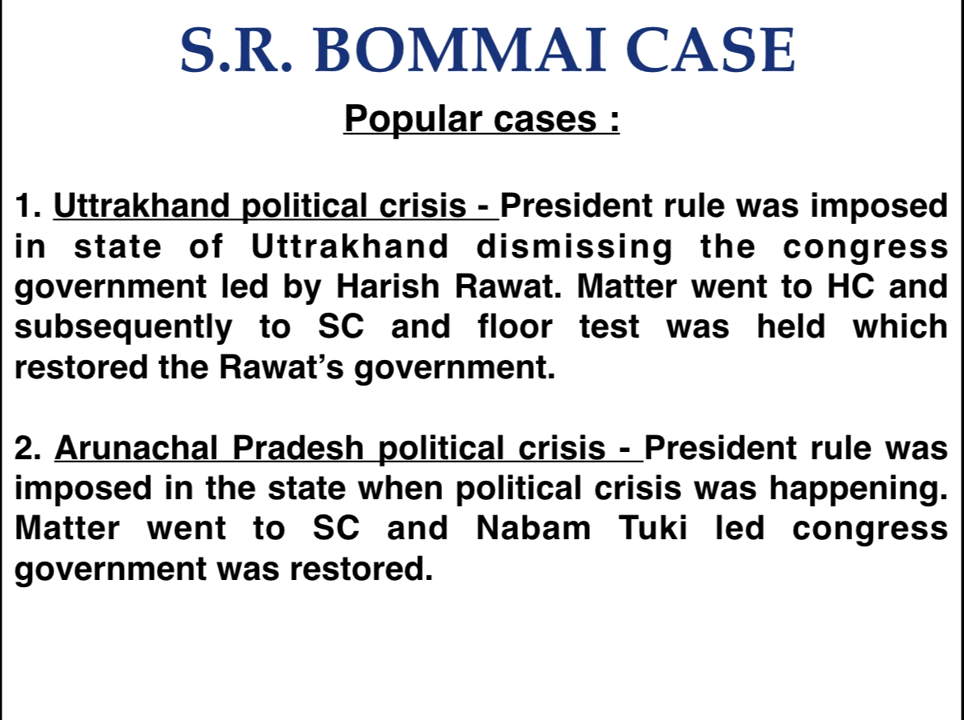 S.R. BOMMAI CASE
Popular cases :
1. Uttrakhand political crisis - President rule was imposed
in state of Uttrakhand dismissing the congress
government led by Harish Rawat. Matter went to HC and
subsequently to SC and floor test was held which
restored the Rawat’s government.
2. Arunachal Pradesh political crisis - President rule was
imposed in the state when political crisis was happening.
Matter went to SC and Nabam Tuki led congress
government was restored.